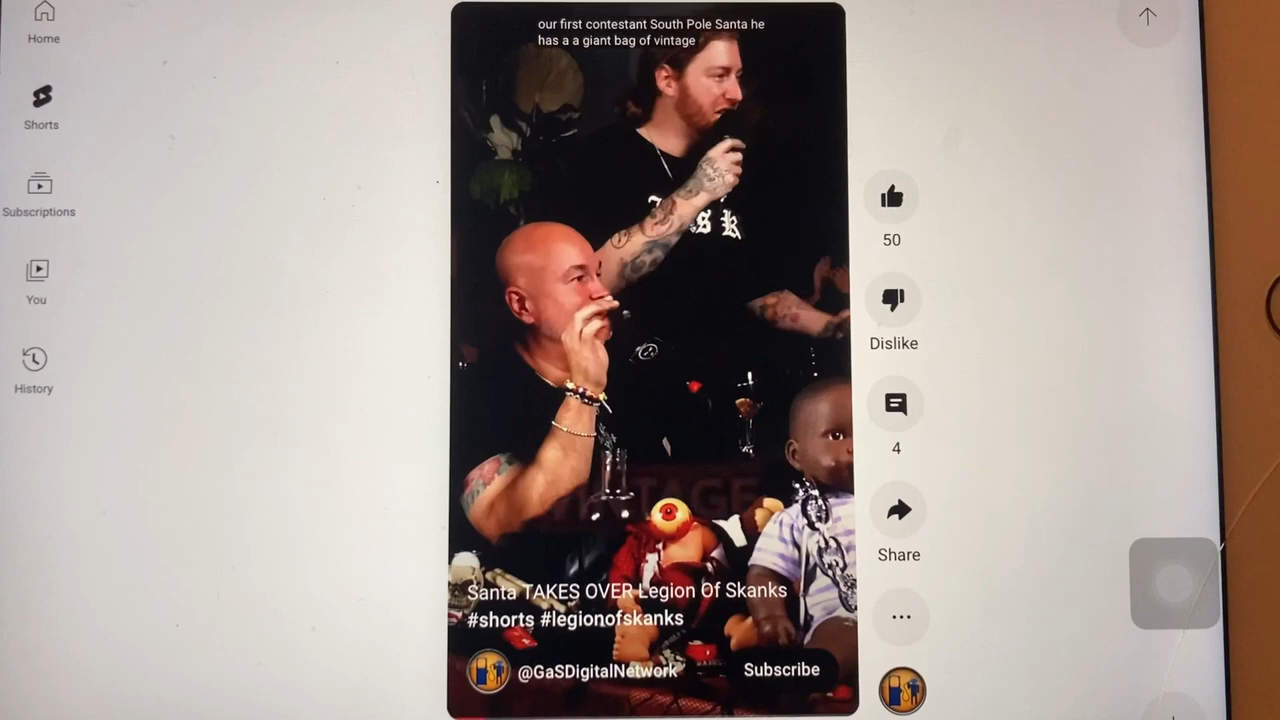 Home
Shorts
Subscriptions
You
History
our first contestant South Pole Santa he
has a a giant bag of vintage
VINTAGE
Santa TAKES OVER Legion Of Skanks
#shorts #legionofskanks
@GaSDigitalNetwork
Subscribe
50
Dislike
4
Share